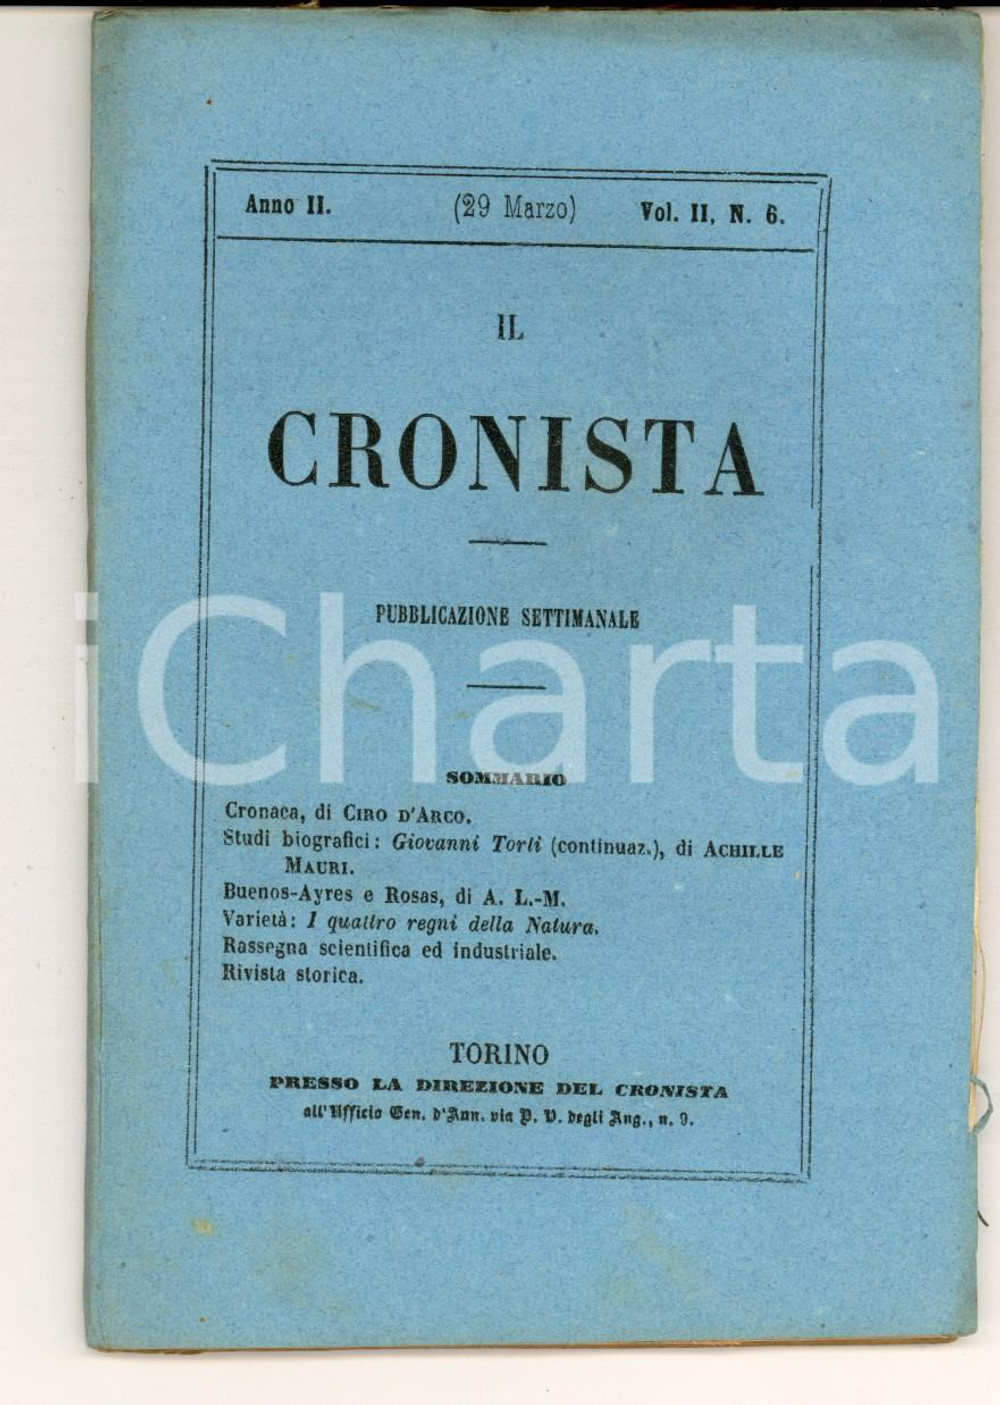 Anno II. (29 Marzo) Vol. II, N. 6.
IL
CRONISTA
PUBBLICAZIONE SETTIMANALE
iCharta
SOMMARIO
Cronaca, di CIRO D'ARCO.
Studi biografici: Giovanni Torti (continuaz.), di ACHILLE
MAURI.
Buenos-Ayres e Rosas, di A. L.-M.
Varietà: I quattro regni della Natura.
Rassegna scientifica ed industriale.
Rivista storica.
TORINO
PRESSO LA DIREZIONE DEL CRONISTA
all'Ufficio Gen. d'Ann. via P. V. degli Ang., n. 9.